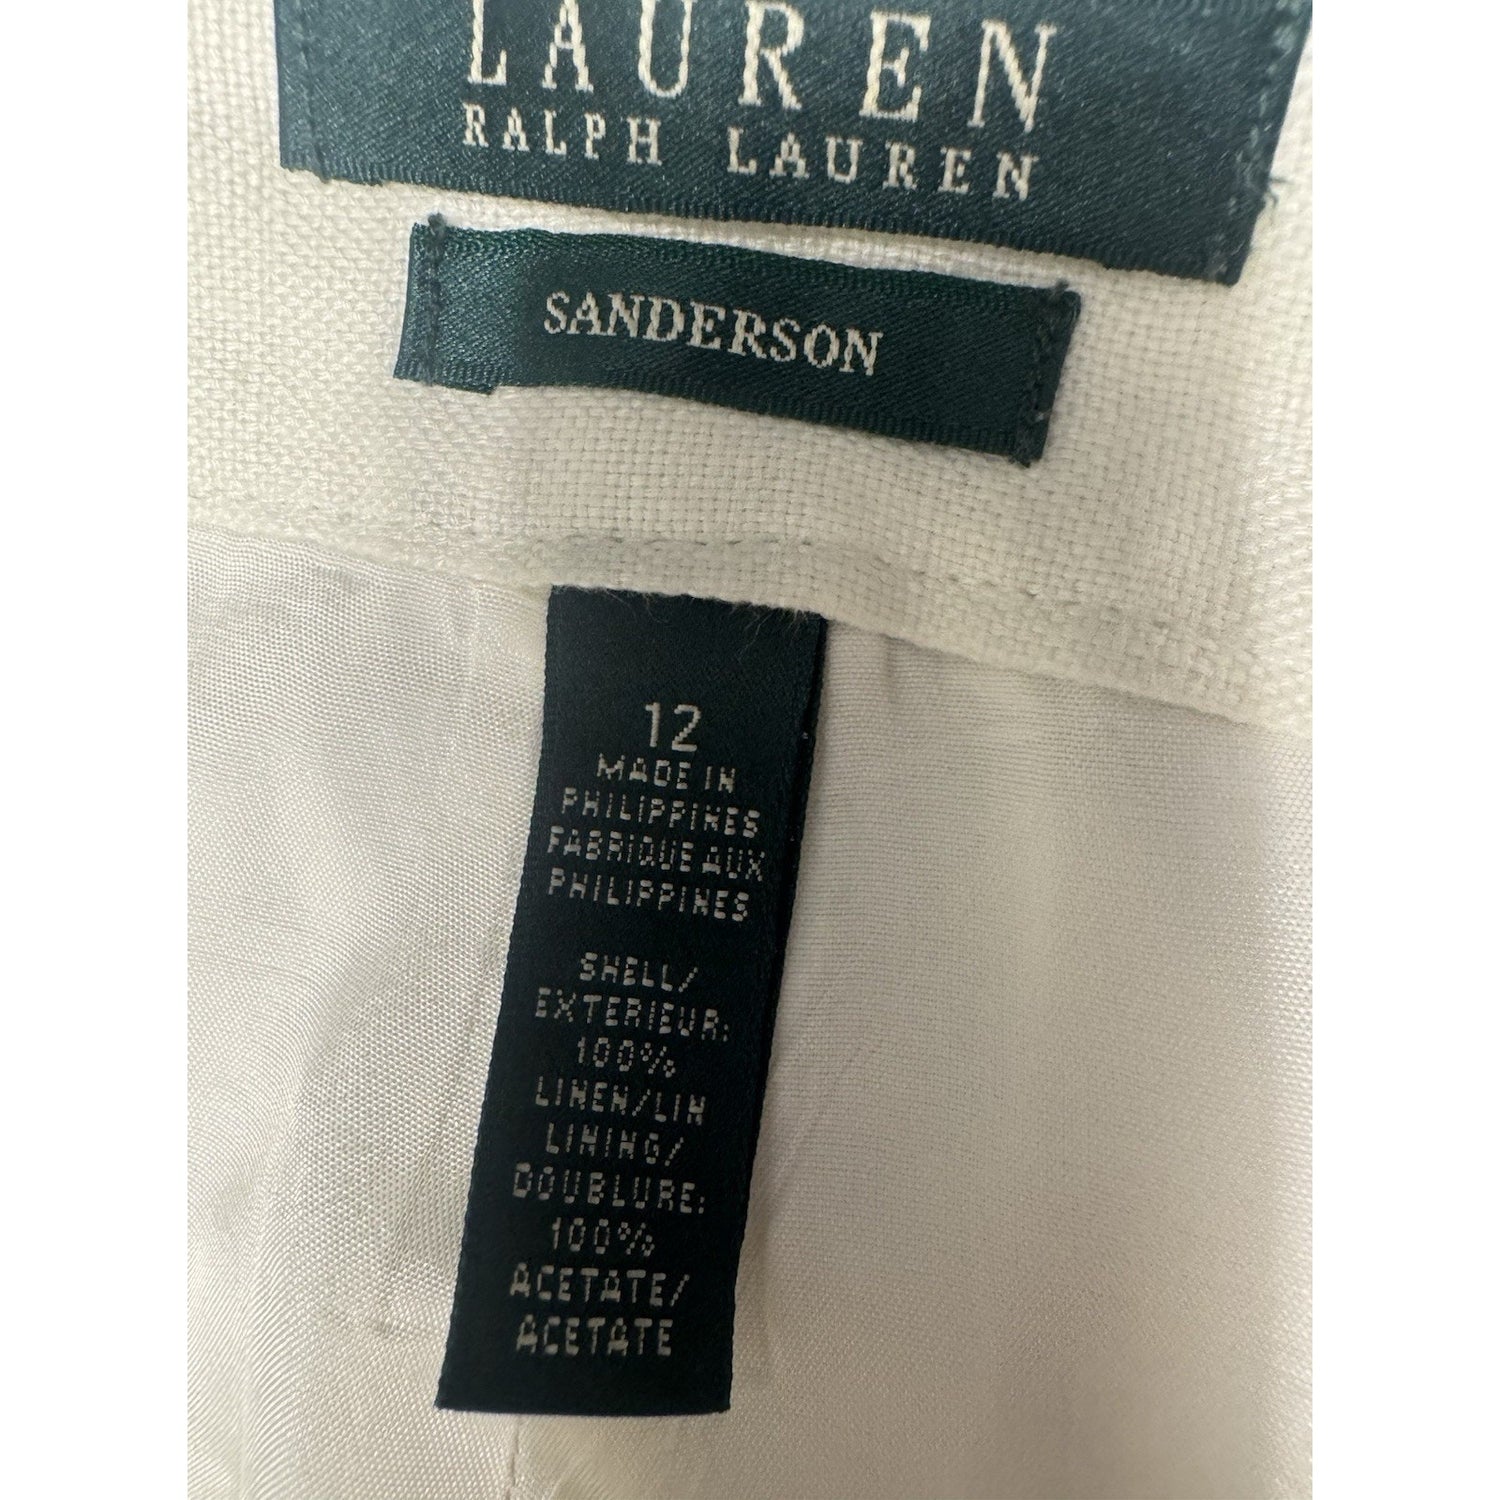 LAUREN
RALPH LAUREN
SANDERSON
12
MADE IN
PHILIPPINES
FABRIQUE AUX
PHILIPPINES
SHELL/
EXTERIEUR:
100%
LINEN/LIN
LINING/
DOUBLURE:
100%
ACETATE/
ACETATE